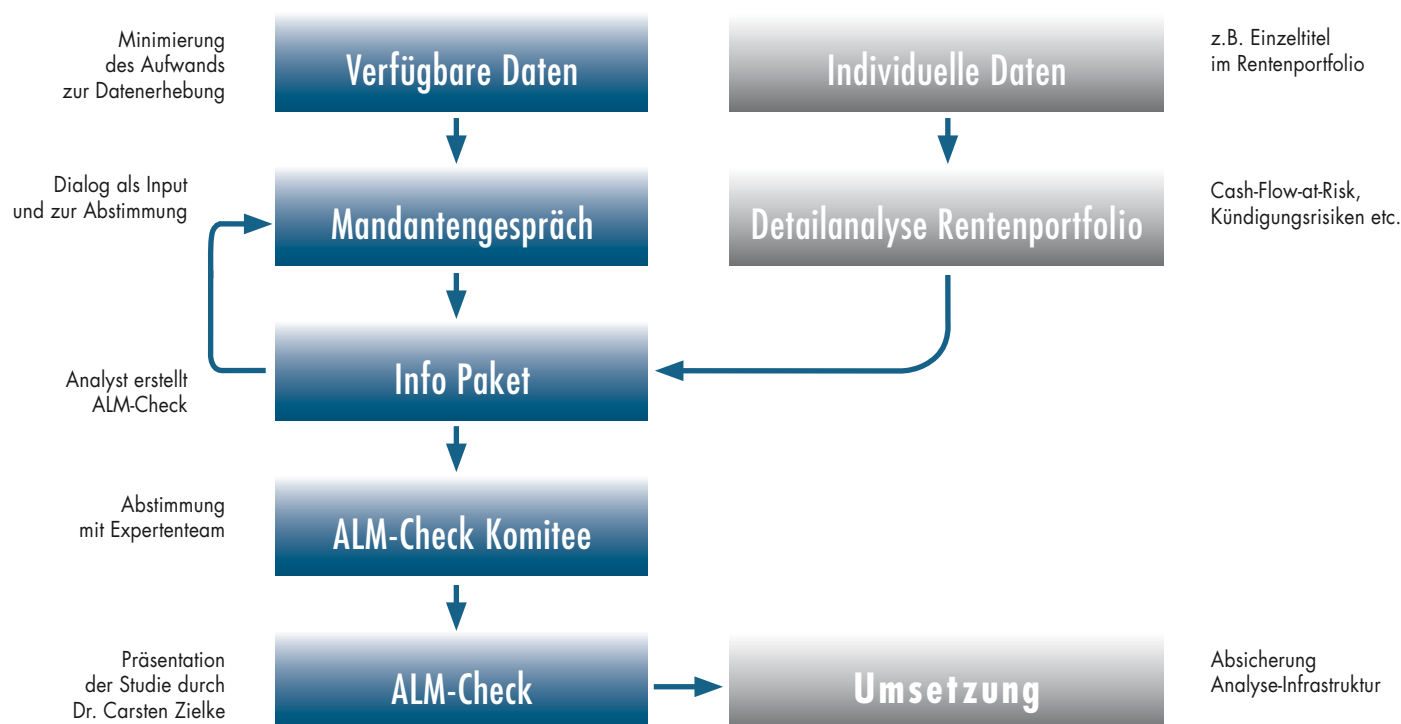 Minimierung
des Aufwands
zur Datenerhebung
Verfügbare Daten
Individuelle Daten
z.B. Einzeltitel
im Rentenportfolio
Dialog als Input
und zur Abstimmung
Mandantengespräch
Detailanalyse Rentenportfolio
Cash-Flow-at-Risk,
Kündigungsrisiken etc.
Analyst erstellt
ALM-Check
Info Paket
Abstimmung
mit Expertenteam
ALM-Check Komitee
Präsentation
der Studie durch
Dr. Carsten Zielke
ALM-Check
Umsetzung
Absicherung
Analyse-Infrastruktur